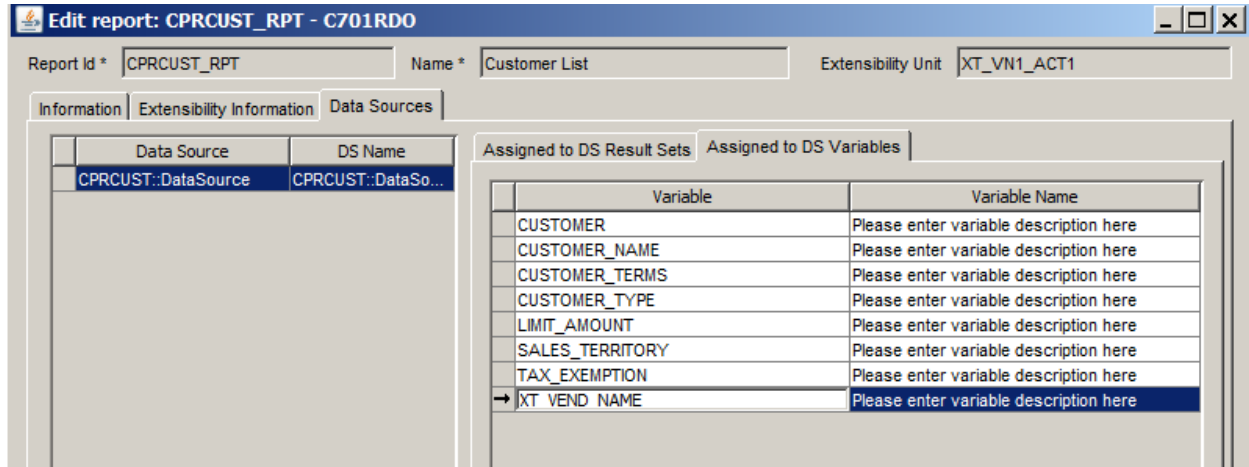 Edit report: CPRCUST_RPT - C701RDO
Report Id * CPRCUST_RPT Name * Customer List Extensibility Unit XT_VN1_ACT1
Information Extensibility Information Data Sources
Data Source DS Name
CPRCUST::DataSource CPRCUST::DataSo...
Assigned to DS Result Sets Assigned to DS Variables
Variable Variable Name
CUSTOMER Please enter variable description here
CUSTOMER_NAME Please enter variable description here
CUSTOMER_TERMS Please enter variable description here
CUSTOMER_TYPE Please enter variable description here
LIMIT_AMOUNT Please enter variable description here
SALES_TERRITORY Please enter variable description here
TAX_EXEMPTION Please enter variable description here
XT_VEND_NAME Please enter variable description here